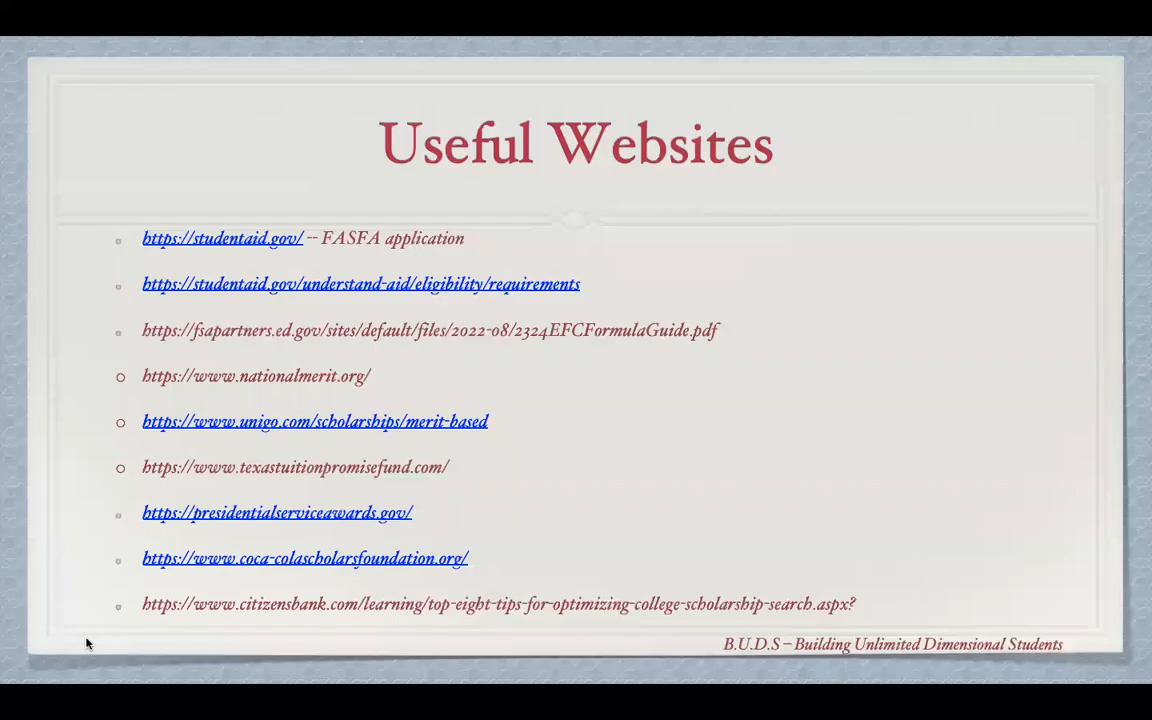 Useful Websites
https://studentaid.gov/ -- FASFA application
https://studentaid.gov/understand-aid/eligibility/requirements
https://fsapartners.ed.gov/sites/default/files/2022-08/2324EFCFormulaGuide.pdf
https://www.nationalmerit.org/
https://www.unigo.com/scholarships/merit-based
https://www.texastuitionpromisefund.com/
https://presidentialserviceawards.gov/
https://www.coca-colascholarsfoundation.org/
https://www.citizensbank.com/learning/top-eight-tips-for-optimizing-college-scholarship-search.aspx?
B.U.D.S – Building Unlimited Dimensional Students